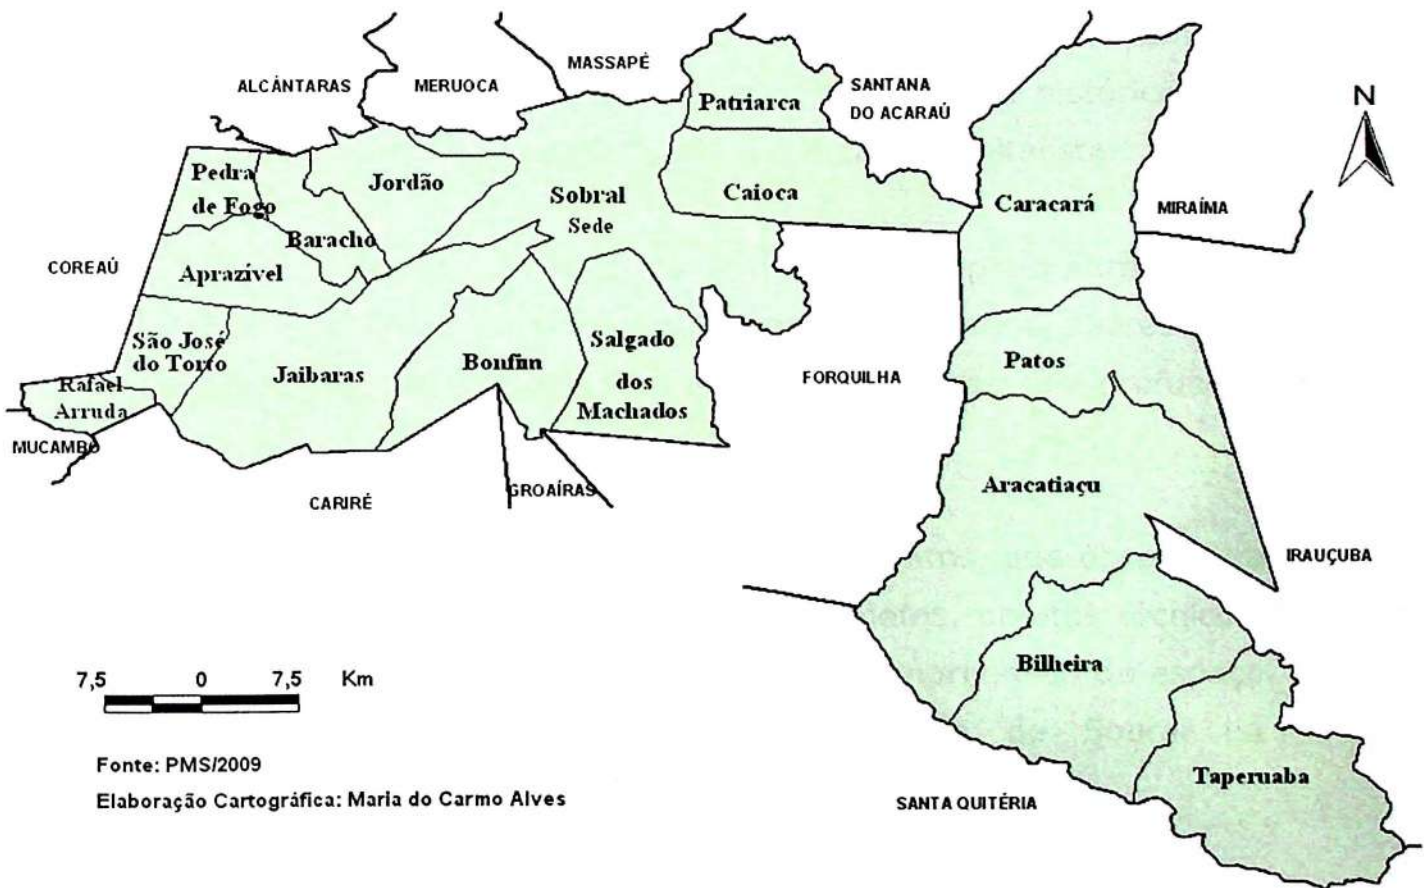 ALCÂNTARAS
MERUOCA
MASSAPÉ
SANTANA
DO ACARAÚ
N
Patriarca
Pedra
de Fogo
Jordão
Sobral
Sede
Caioca
Caracará
MIRAÍMA
Baracho
COREAÚ
Aprazível
São José
do Torto
Jaibaras
Bonfim
Salgado
dos
Machados
FORQUILHA
Patos
Rafael
Arruda
MUCAMBO
CARIRÉ
GROAÍRAS
Aracatiaçu
IRAUÇUBA
Bilheira
Taperuaba
SANTA QUITÉRIA
7,5 0 7,5 Km
Fonte: PMS/2009
Elaboração Cartográfica: Maria do Carmo Alves